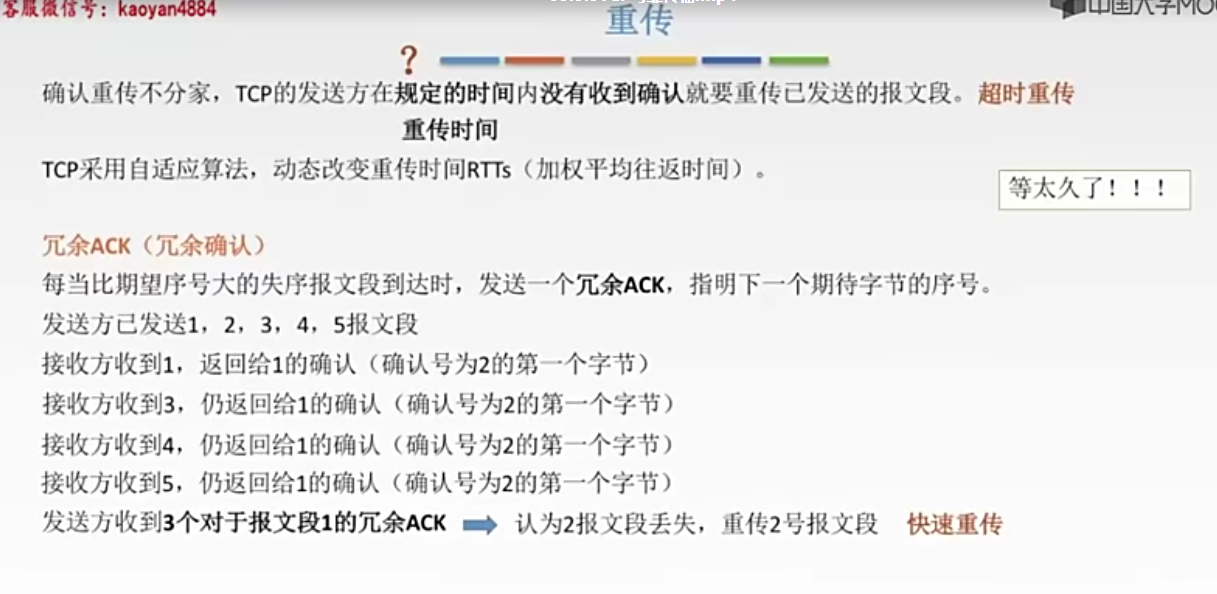 客服微信号：kaoyan4884
中国大学MOO
重传
?
确认重传不分家，TCP的发送方在规定的时间内没有收到确认就要重传已发送的报文段。超时重传
重传时间
TCP采用自适应算法，动态改变重传时间RTTs（加权平均往返时间）。
等太久了！！！
冗余ACK（冗余确认）
每当比期望序号大的失序报文段到达时，发送一个冗余ACK，指明下一个期待字节的序号。
发送方已发送1，2，3，4，5报文段
接收方收到1，返回给1的确认（确认号为2的第一个字节）
接收方收到3，仍返回给1的确认（确认号为2的第一个字节）
接收方收到4，仍返回给1的确认（确认号为2的第一个字节）
接收方收到5，仍返回给1的确认（确认号为2的第一个字节）
发送方收到3个对于报文段1的冗余ACK 认为2报文段丢失，重传2号报文段 快速重传